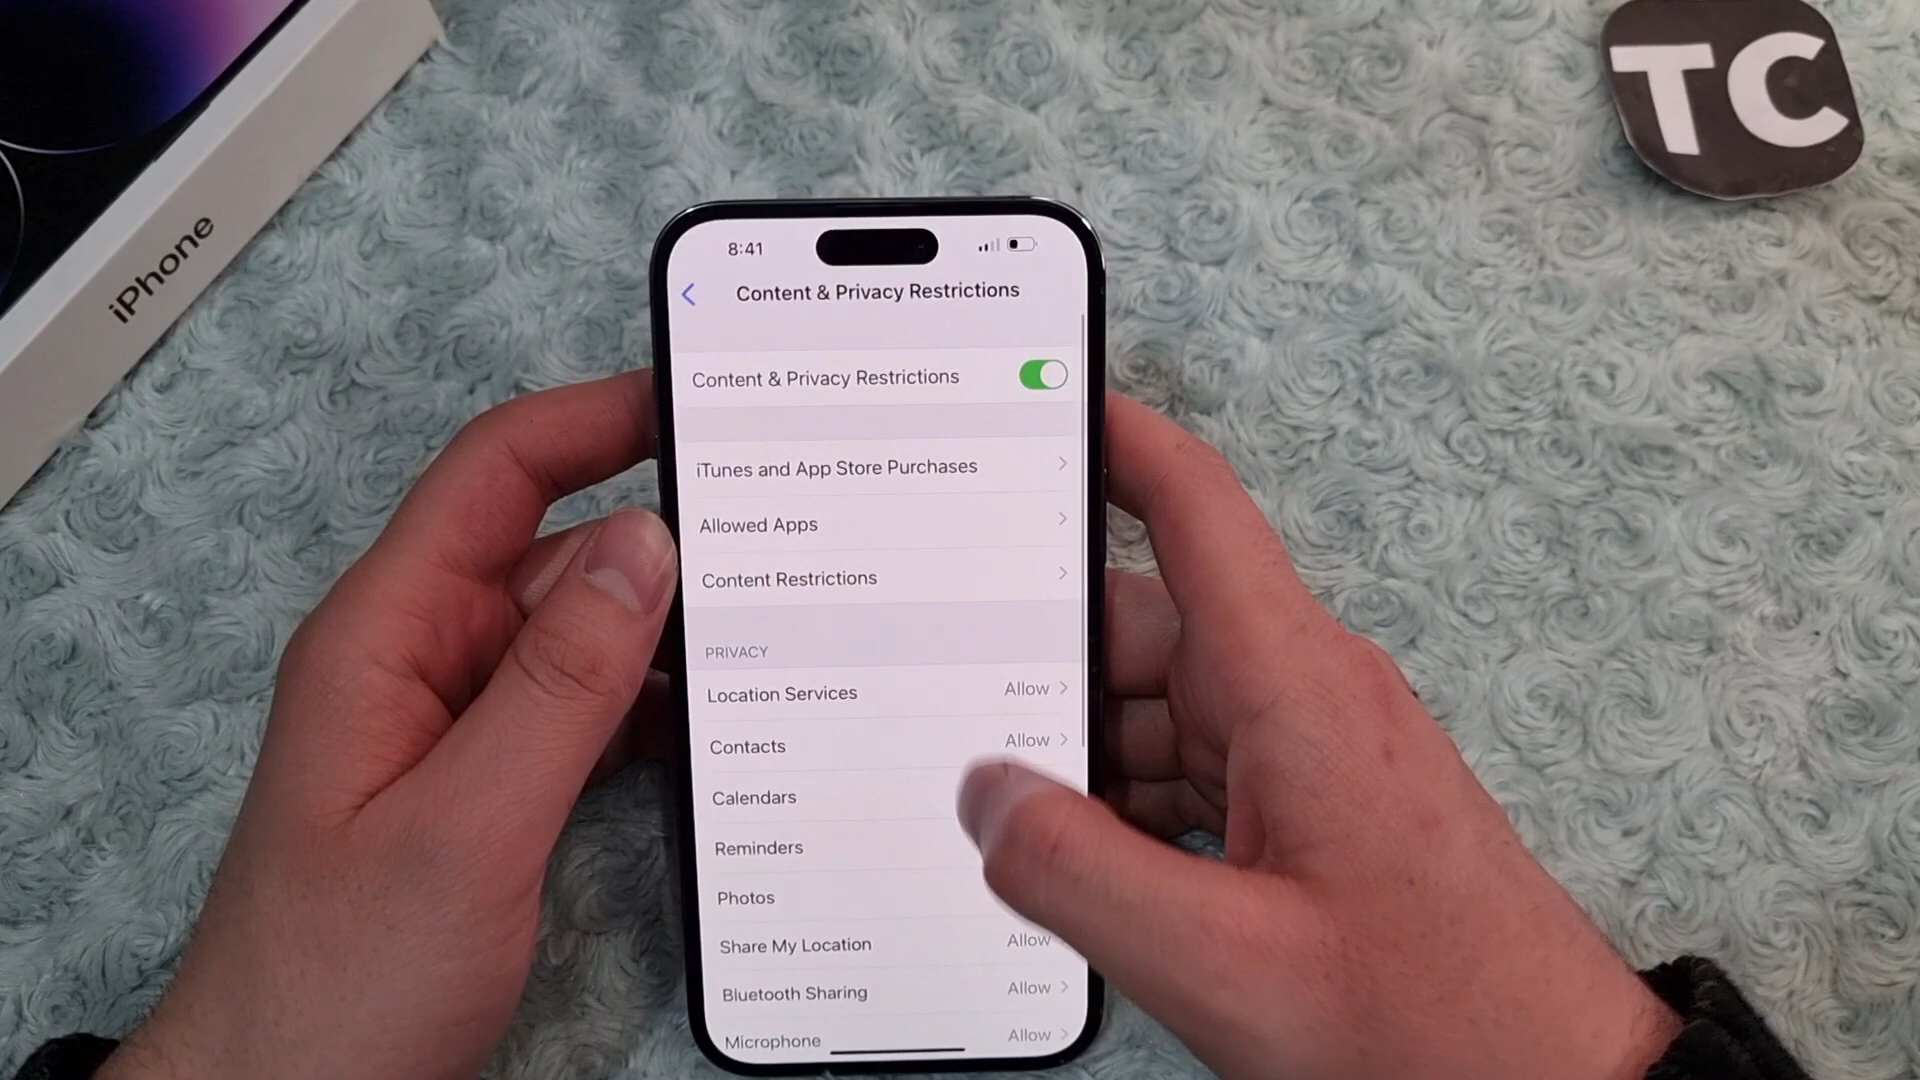 iPhone
TC
8:41
Content & Privacy Restrictions
Content & Privacy Restrictions
iTunes and App Store Purchases
Allowed Apps
Content Restrictions
PRIVACY
Location Services Allow
Contacts Allow
Calendars
Reminders
Photos
Share My Location Allow
Bluetooth Sharing Allow
Microphone Allow